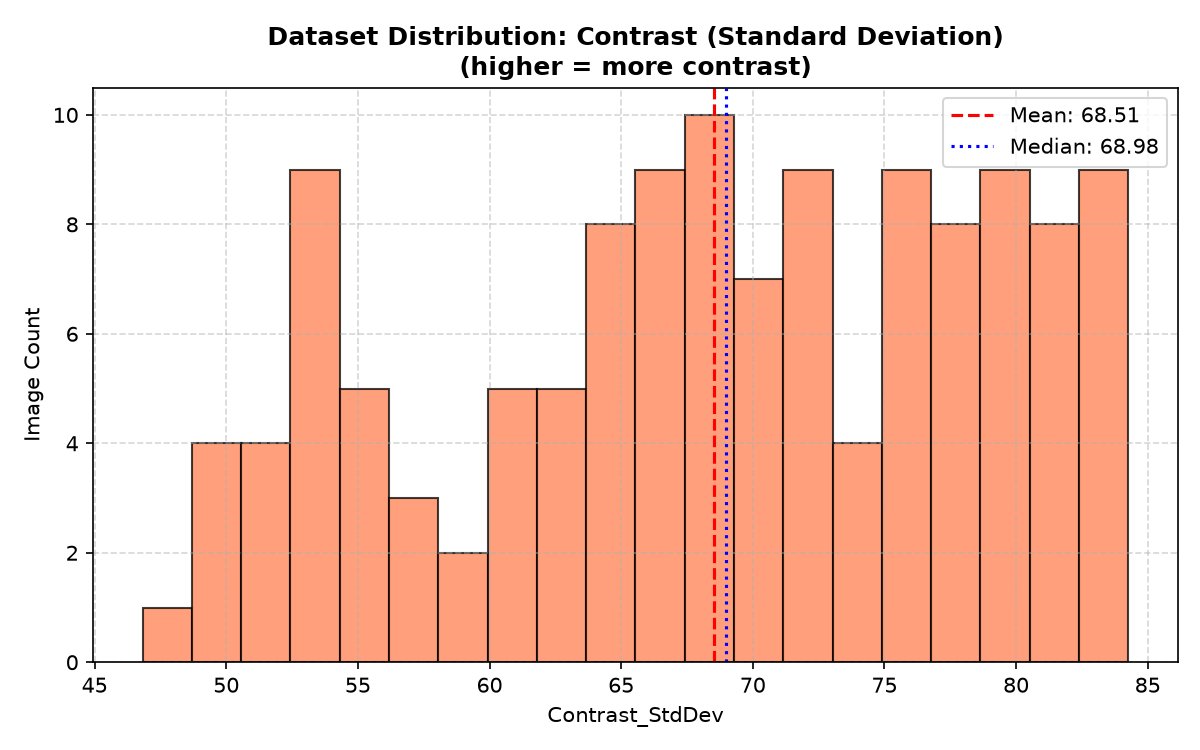 Dataset Distribution: Contrast (Standard Deviation)
(higher = more contrast)
Mean: 68.51
Median: 68.98
Image Count
10
8
6
4
2
0
45 50 55 60 65 70 75 80 85
Contrast_StdDev